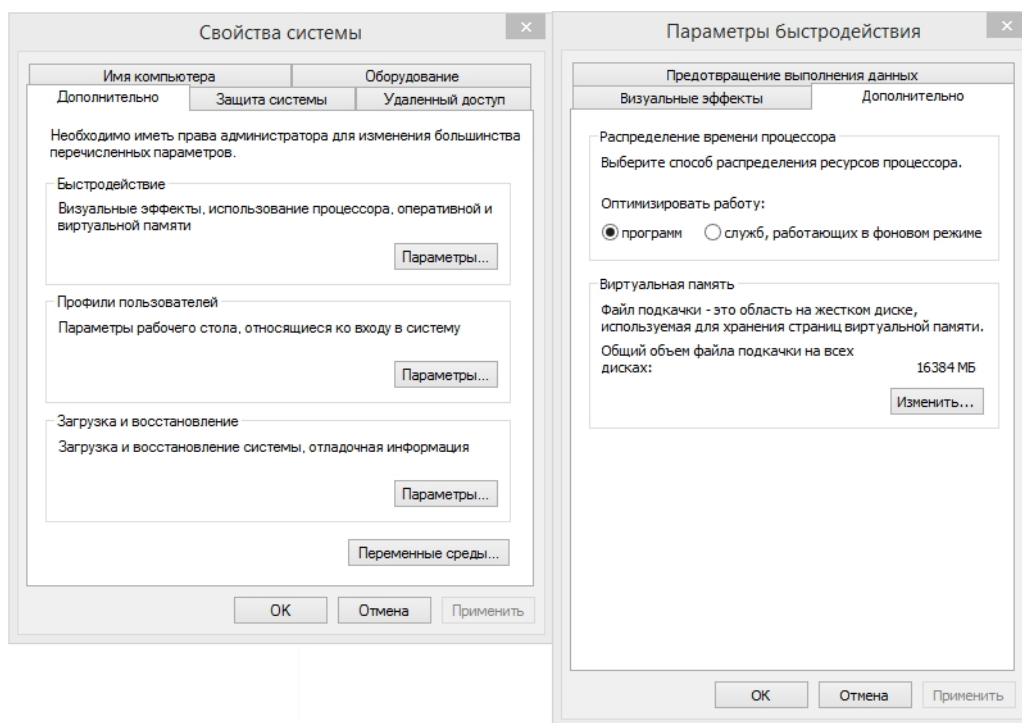 Свойства системы
Имя компьютера
Оборудование
Дополнительно
Защита системы
Удаленный доступ
Необходимо иметь права администратора для изменения большинства
перечисленных параметров.
Быстродействие
Визуальные эффекты, использование процессора, оперативной и
виртуальной памяти
Параметры...
Профили пользователей
Параметры рабочего стола, относящиеся ко входу в систему
Параметры...
Загрузка и восстановление
Загрузка и восстановление системы, отладочная информация
Параметры...
Переменные среды...
OK
Отмена
Применить
Параметры быстродействия
Предотвращение выполнения данных
Визуальные эффекты
Дополнительно
Распределение времени процессора
Выберите способ распределения ресурсов процессора.
Оптимизировать работу:
программ
служб, работающих в фоновом режиме
Виртуальная память
Файл подкачки - это область на жестком диске,
используемая для хранения страниц виртуальной памяти.
Общий объем файла подкачки на всех
дисках:
16384 МБ
Изменить...
OK
Отмена
Применить